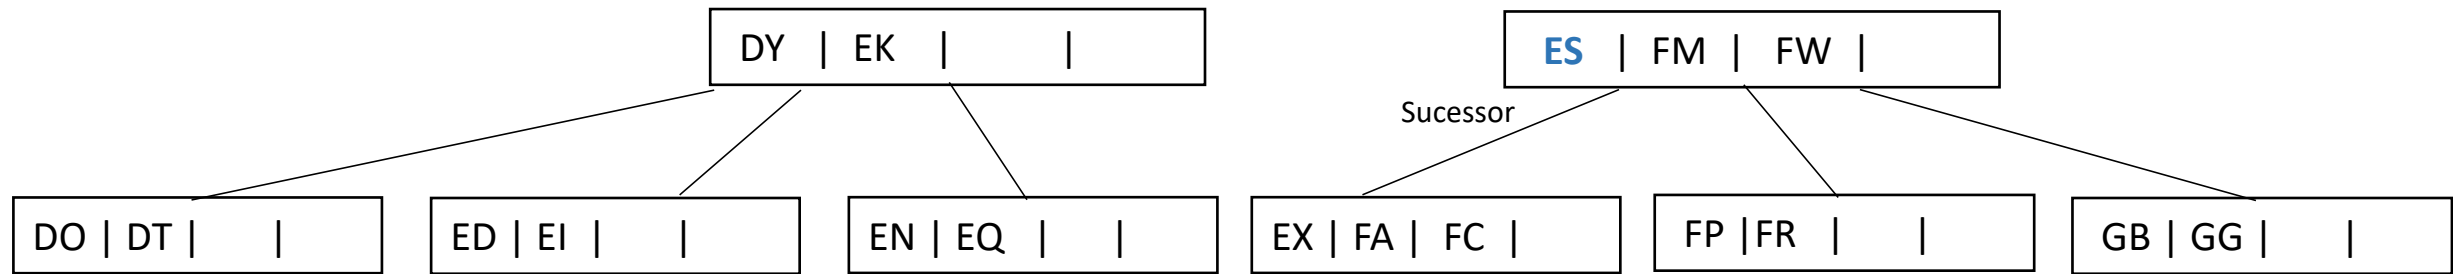 DY | EK | |
ES | FM | FW |
Sucessor
DO | DT | |
ED | EI | |
EN | EQ | |
EX | FA | FC |
FP |FR | |
GB | GG | |